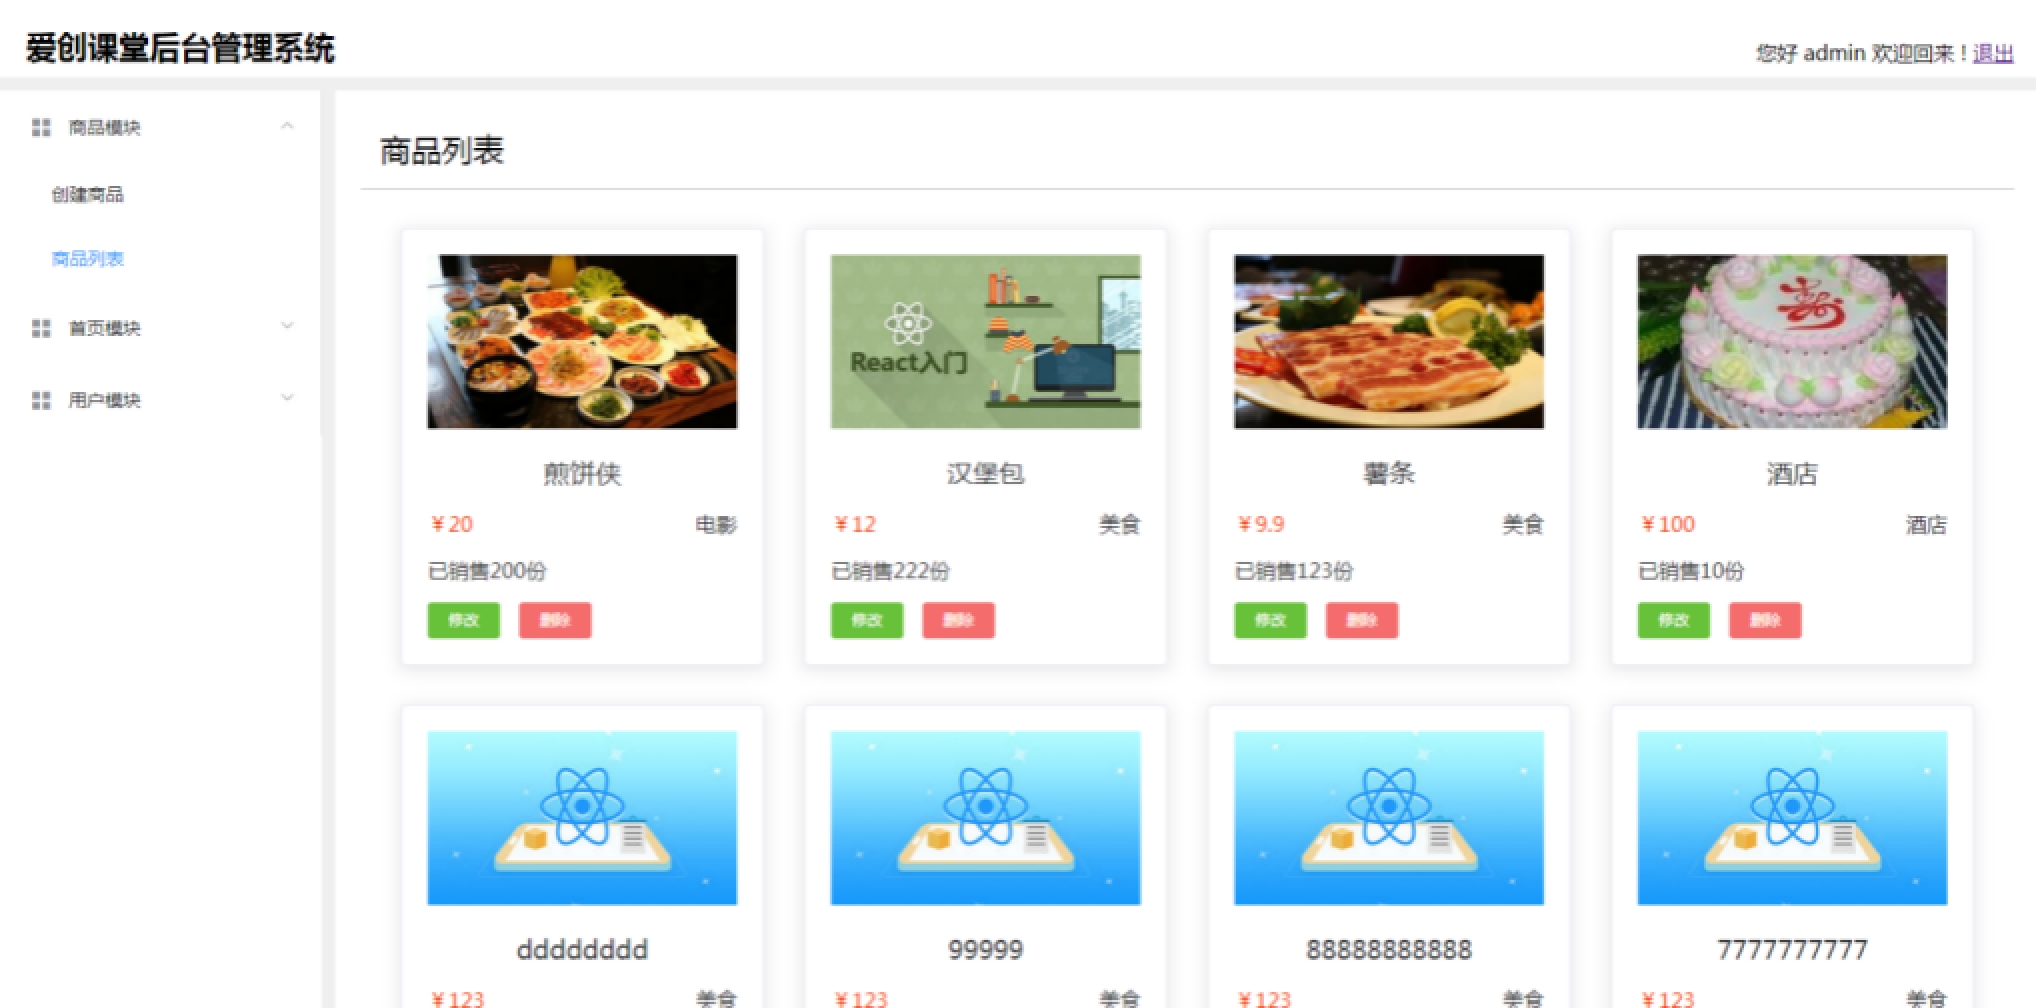 爱创课堂后台管理系统
您好 admin 欢迎回来！退出
商品模块
创建商品
商品列表
首页模块
用户模块
商品列表
React入门
寿
煎饼侠
汉堡包
薯条
酒店
￥20 电影
￥12 美食
￥9.9 美食
￥100 酒店
已销售200份
已销售222份
已销售123份
已销售10份
修改 删除
修改 删除
修改 删除
修改 删除
dddddddd
99999
88888888888
7777777777
￥123 美食
￥123 美食
￥123 美食
￥123 美食